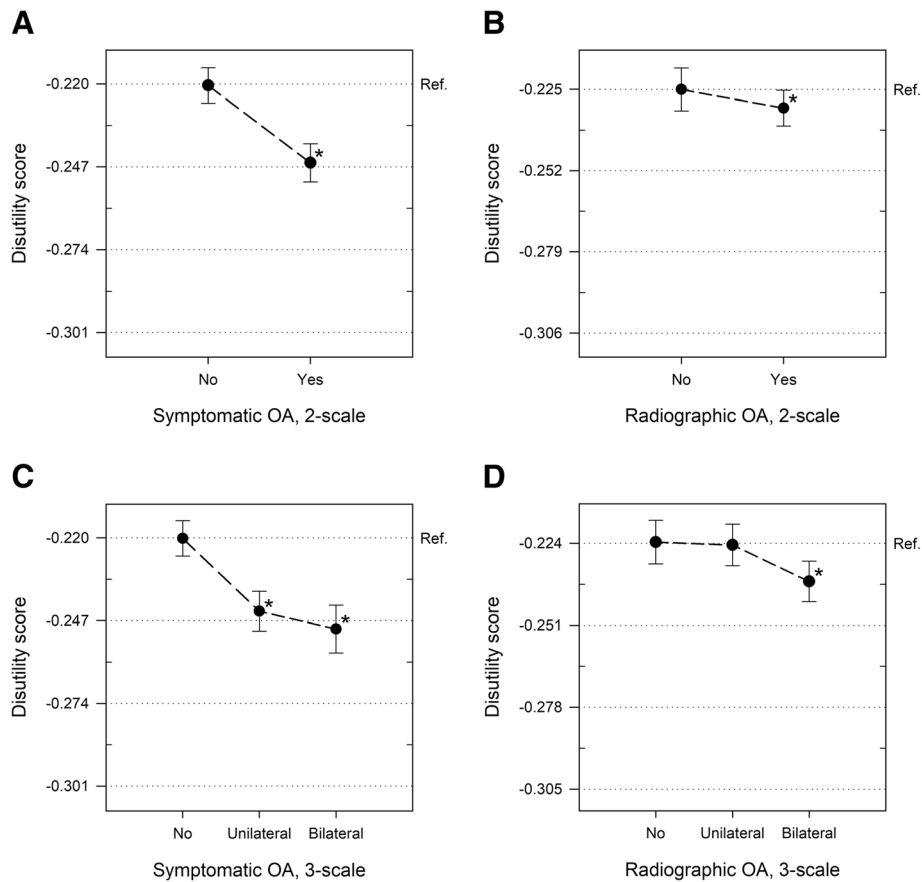 A
-0.220
-0.247
-0.274
-0.301
Disutility score
Ref.
*
No
Yes
Symptomatic OA, 2-scale
B
-0.225
-0.252
-0.279
-0.306
Disutility score
Ref.
*
No
Yes
Radiographic OA, 2-scale
C
-0.220
-0.247
-0.274
-0.301
Disutility score
Ref.
*
*
No
Unilateral
Bilateral
Symptomatic OA, 3-scale
D
-0.224
-0.251
-0.278
-0.305
Disutility score
Ref.
*
No
Unilateral
Bilateral
Radiographic OA, 3-scale